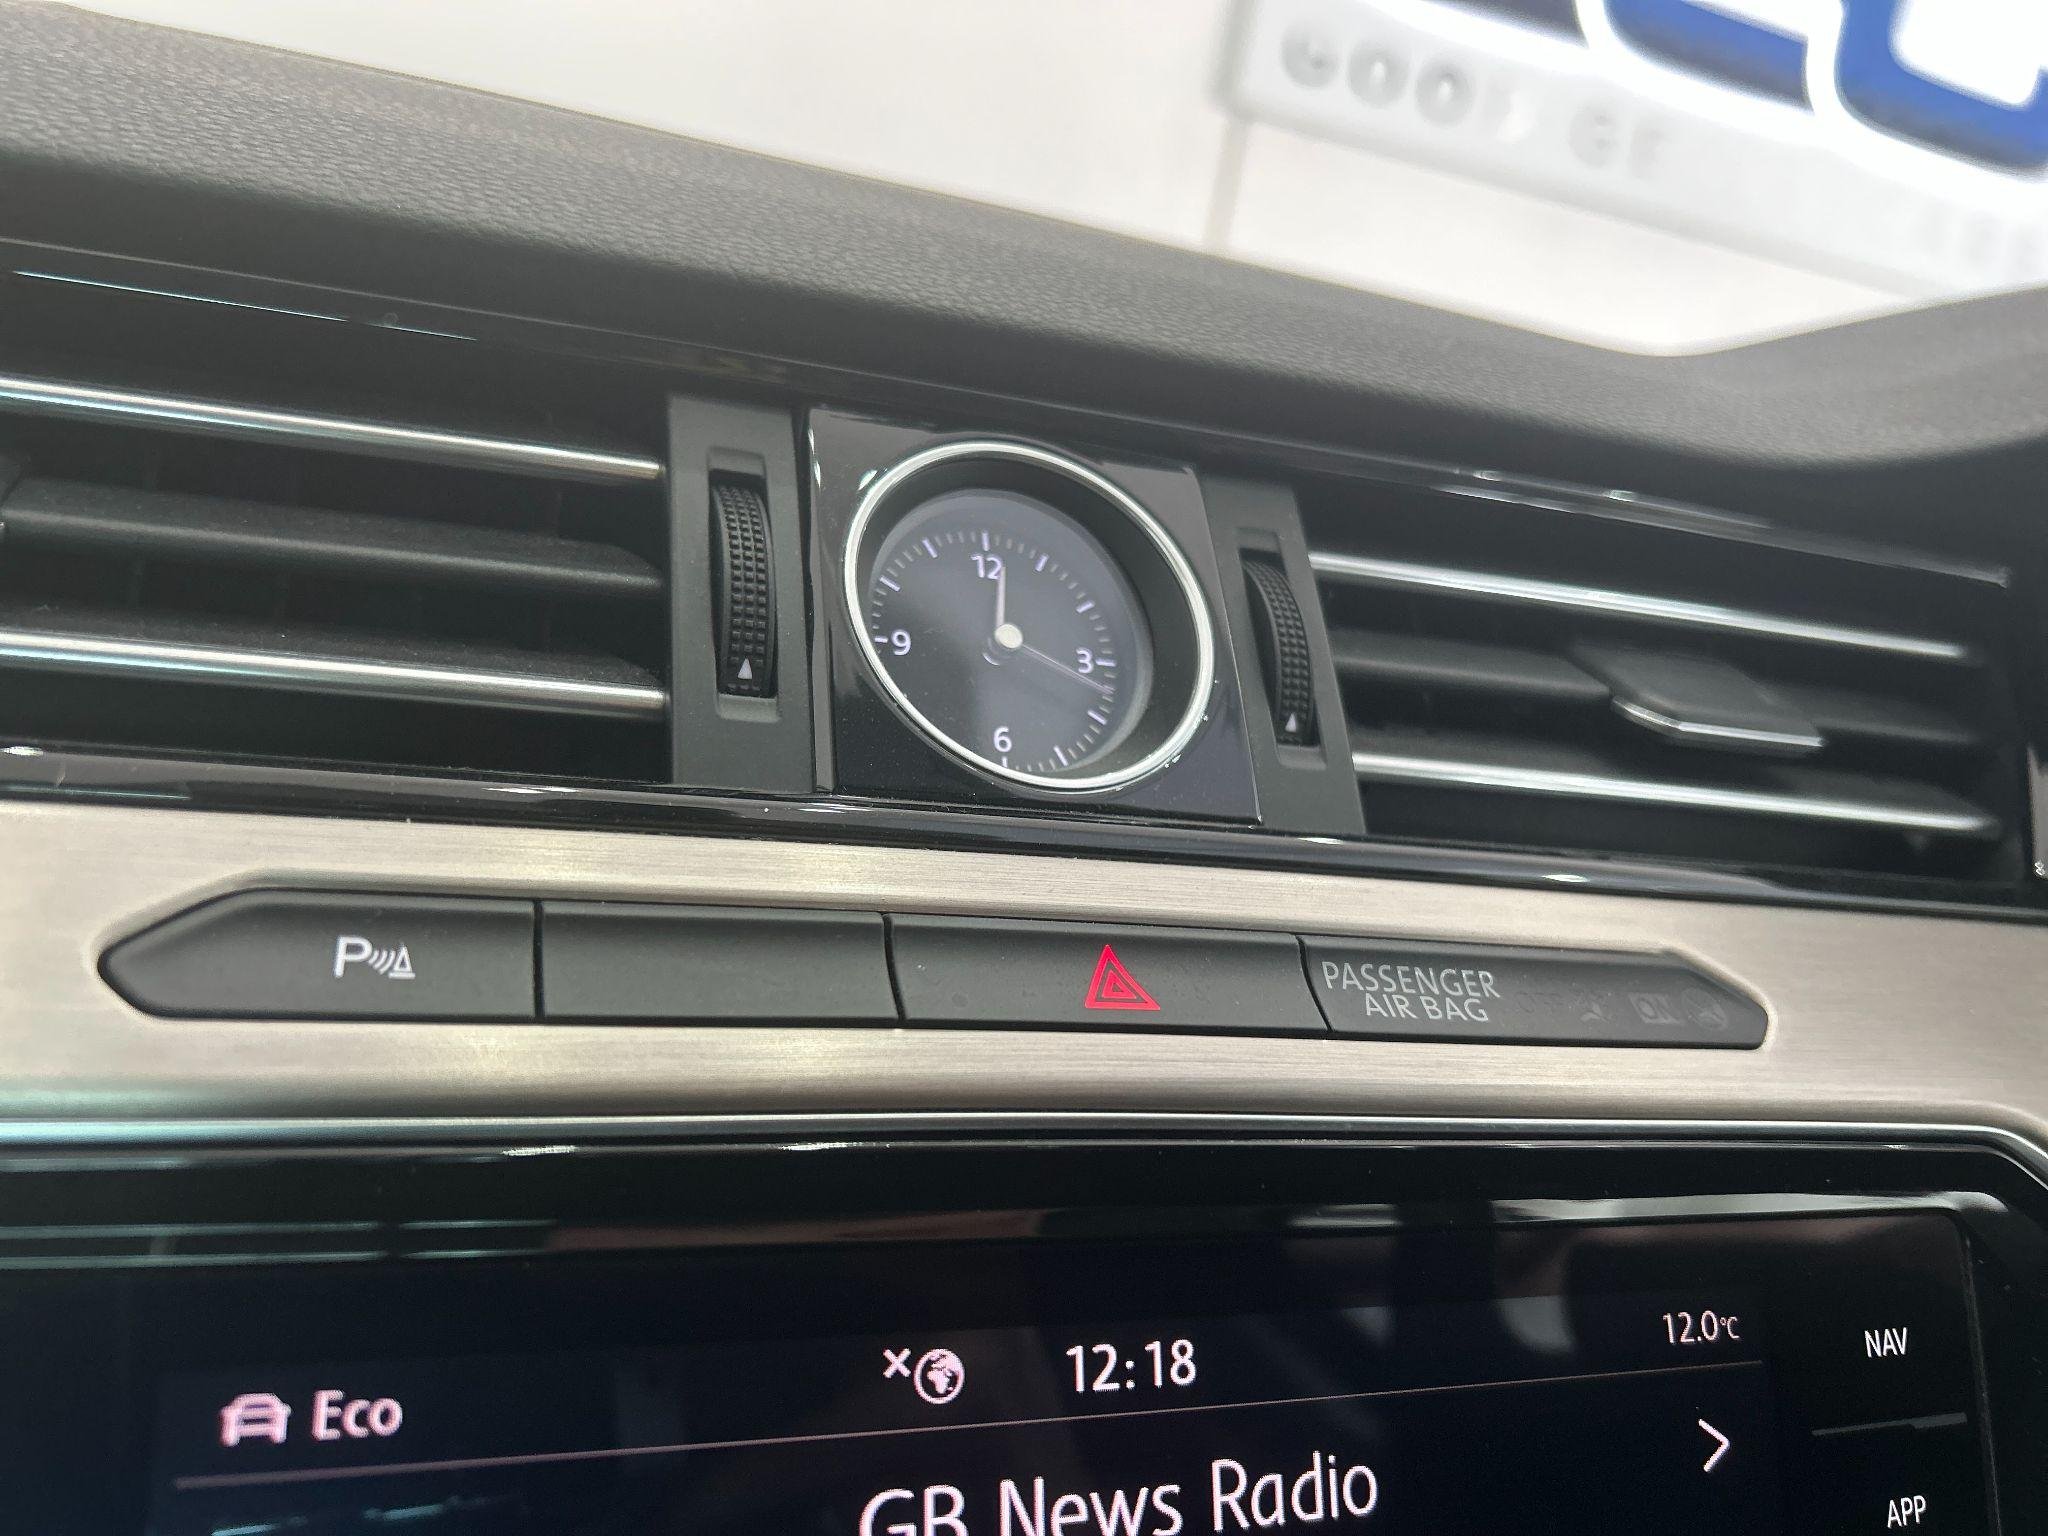 12
9
3
6
P
PASSENGER
AIR BAG
ON
12.0°C
12:18
NAV
Eco
GB News Radio
APP